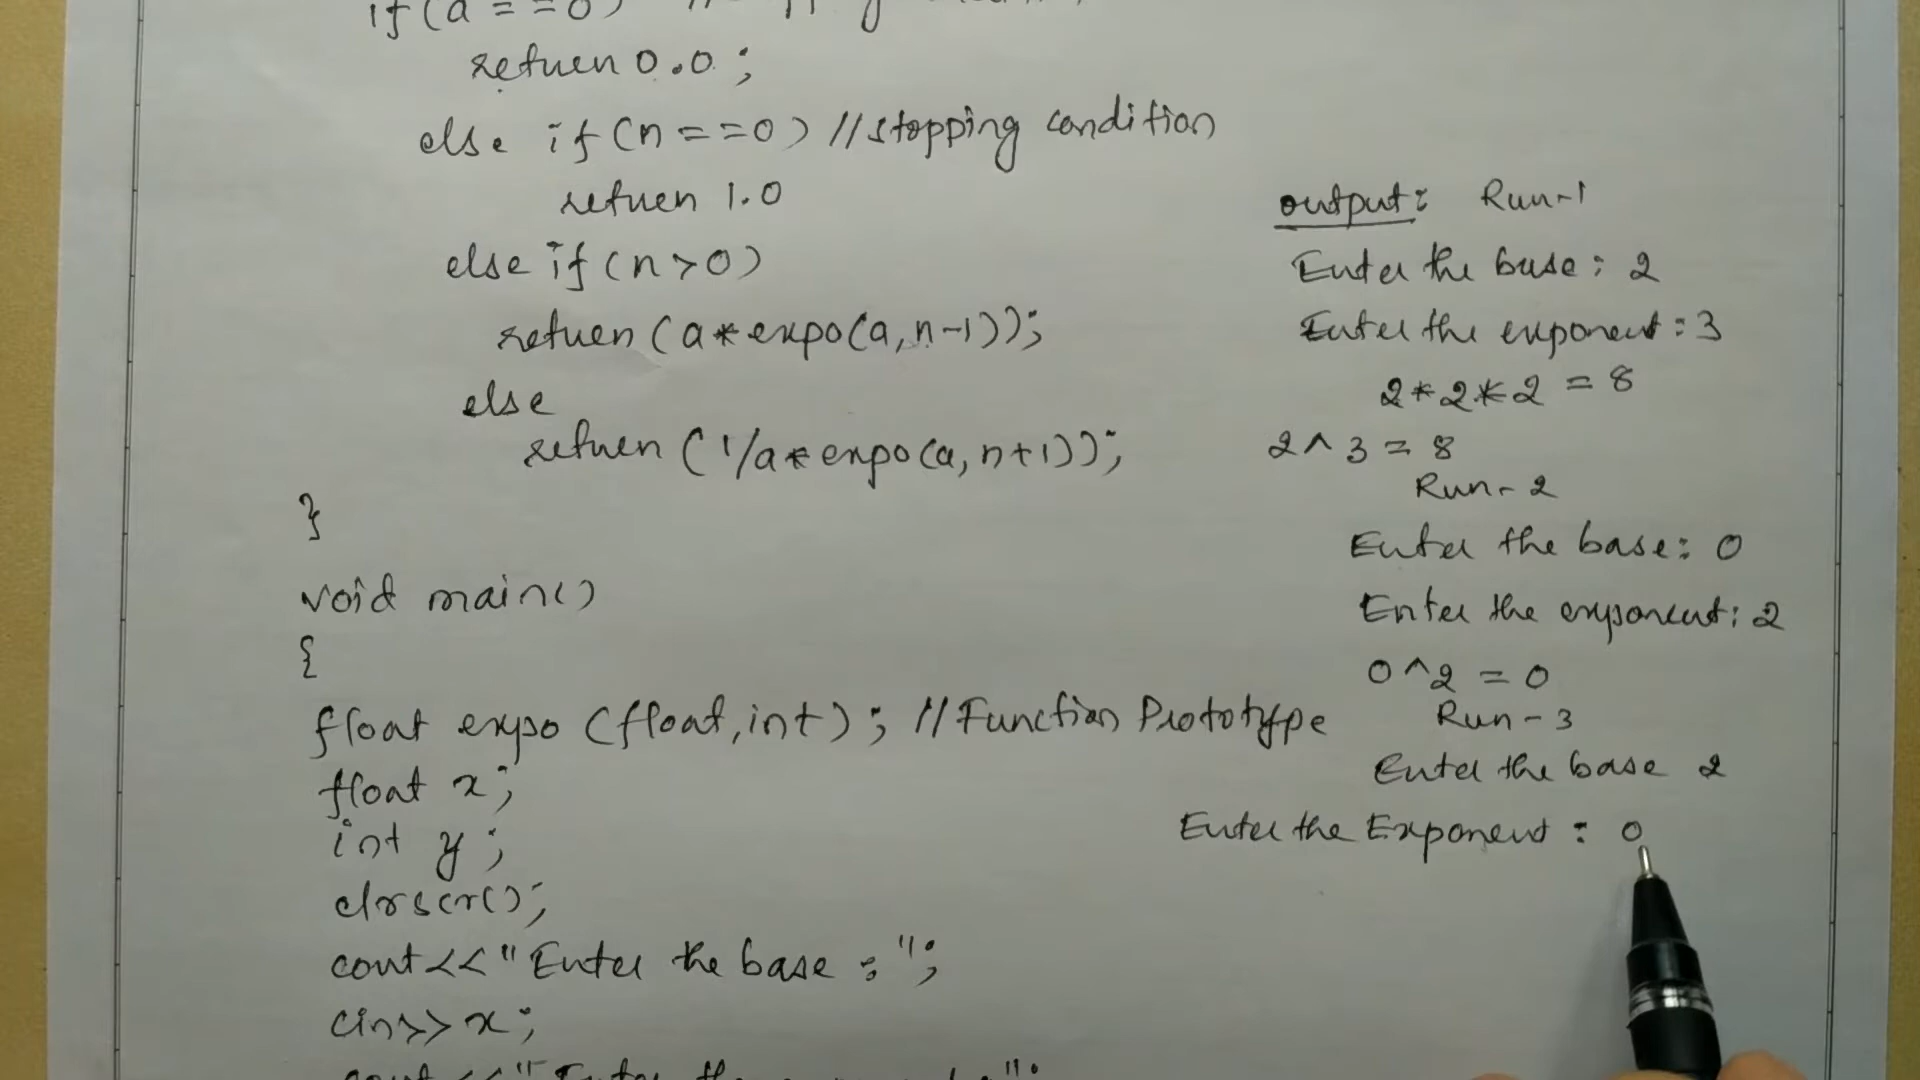 if(a==0)
return 0.0;
else if(n==0) //stopping condition
return 1.0
else if(n>0)
return(a*expo(a,n-1));
else
return(1/a*expo(a,n+1));
}
void main()
{
float expo(float,int); //Function Prototype
float x;
int y;
clrscr();
cout<<"Enter the base:";
cin>>x;
output: Run-1
Enter the base: 2
Enter the exponent: 3
2*2*2 = 8
2^3 = 8
Run-2
Enter the base: 0
Enter the exponent: 2
0^2 = 0
Run-3
Enter the base 2
Enter the Exponent: 0